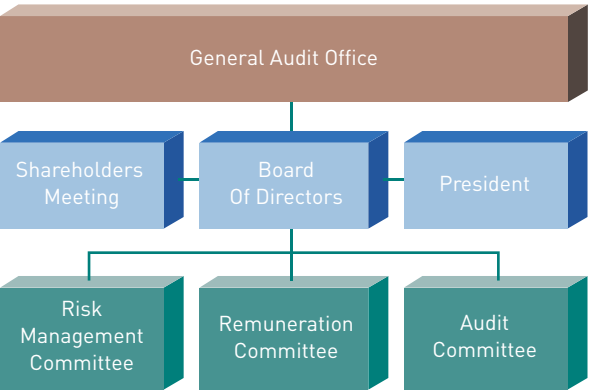 General Audit Office
Shareholders
Meeting
Board
Of Directors
President
Risk
Management
Committee
Remuneration
Committee
Audit
Committee